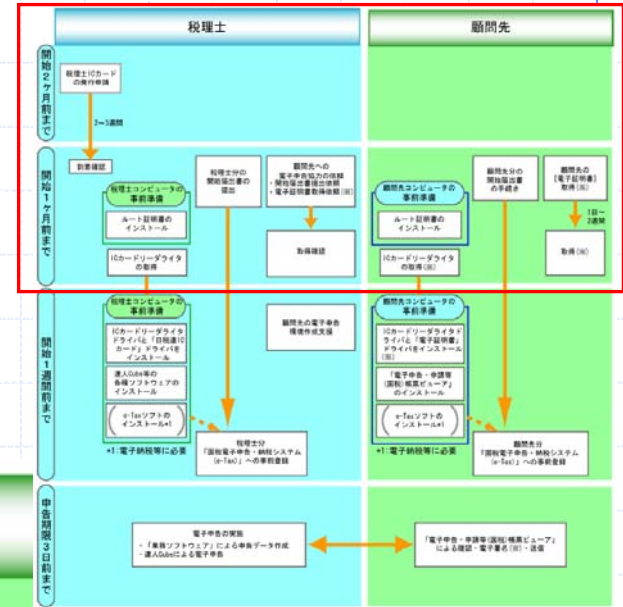 税理士
顧問先
開始2ヶ月前まで
税理士ICカード
の発行申請
2～3週間
開始1ヶ月前まで
税理士コンピュータの
事前準備
ルート証明書の
インストール
ICカードリーダライタ
の取得
税理士分の
開始届出書の
提出
顧問先への
電子申告協力の依頼
・開始届出書提出依頼
・電子証明書取得依頼(※)
取得確認
顧問先コンピュータの
事前準備
ルート証明書の
インストール
ICカードリーダライタ
の取得(※)
顧問先分の
開始届出書
の手続き
顧問先の
【電子証明書】
取得(※)
1日～
2週間
取得(※)
開始1週間前まで
税理士コンピュータの
事前準備
ICカードリーダライタ
ドライバと「日税連IC
カード」ドライバを
インストール
達人Cube等の
各種ソフトウェアの
インストール
e-Taxソフトの
インストール*1
*1:電子納税等に必要
税理士分
「国税電子申告・納税システム
(e-Tax)」への事前登録
顧問先の電子申告
環境作成支援
顧問先コンピュータの
事前準備
ICカードリーダライタド
ライバと「電子証明書」
ドライバをインストール
(※)
「電子申告・申請等
(国税)帳票ビューア」
のインストール
e-Taxソフトの
インストール*1
*1:電子納税等に必要
顧問先分
「国税電子申告・納税システム
(e-Tax)」への事前登録
申告期限3日前まで
電子申告の実施
・「業務ソフトウェア」による申告データ作成
・達人Cubeによる電子申告
「電子申告・申請等(国税)帳票ビューア」
による確認・電子署名(※)・送信